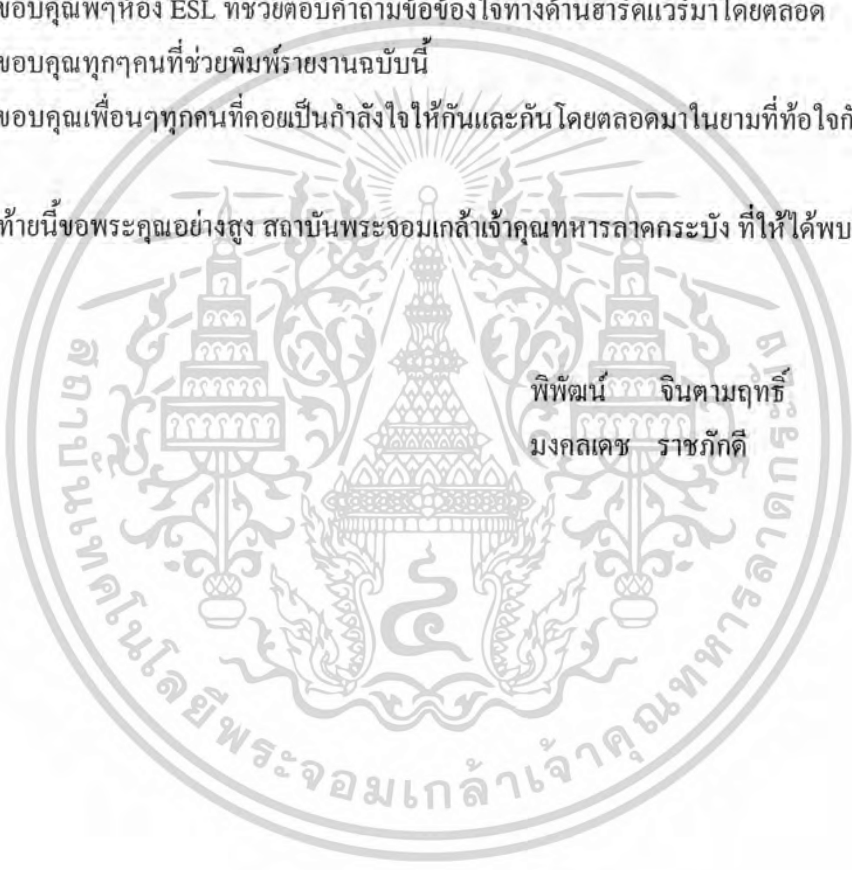 ขอบคุณพี่ๆห้อง ESL ที่ช่วยตอบคำถามข้อข้องใจทางด้านฮาร์ดแวร์มาโดยตลอด
ขอบคุณทุกๆคนที่ช่วยพิมพ์รายงานฉบับนี้
ขอบคุณเพื่อนๆทุกคนที่คอยเป็นกำลังใจให้กันและกันโดยตลอดมาในยามที่ท้อใจกั
ท้ายนี้ขอพระคุณอย่างสูง สถาบันพระจอมเกล้าเจ้าคุณทหารลาดกระบัง ที่ให้ได้พบ
พิพัฒน์ จินตามฤทธิ์
มงคลเดช ราชภักดี
สถาบันเทคโนโลยีพระจอมเกล้าเจ้าคุณทหารลาดกระบัง